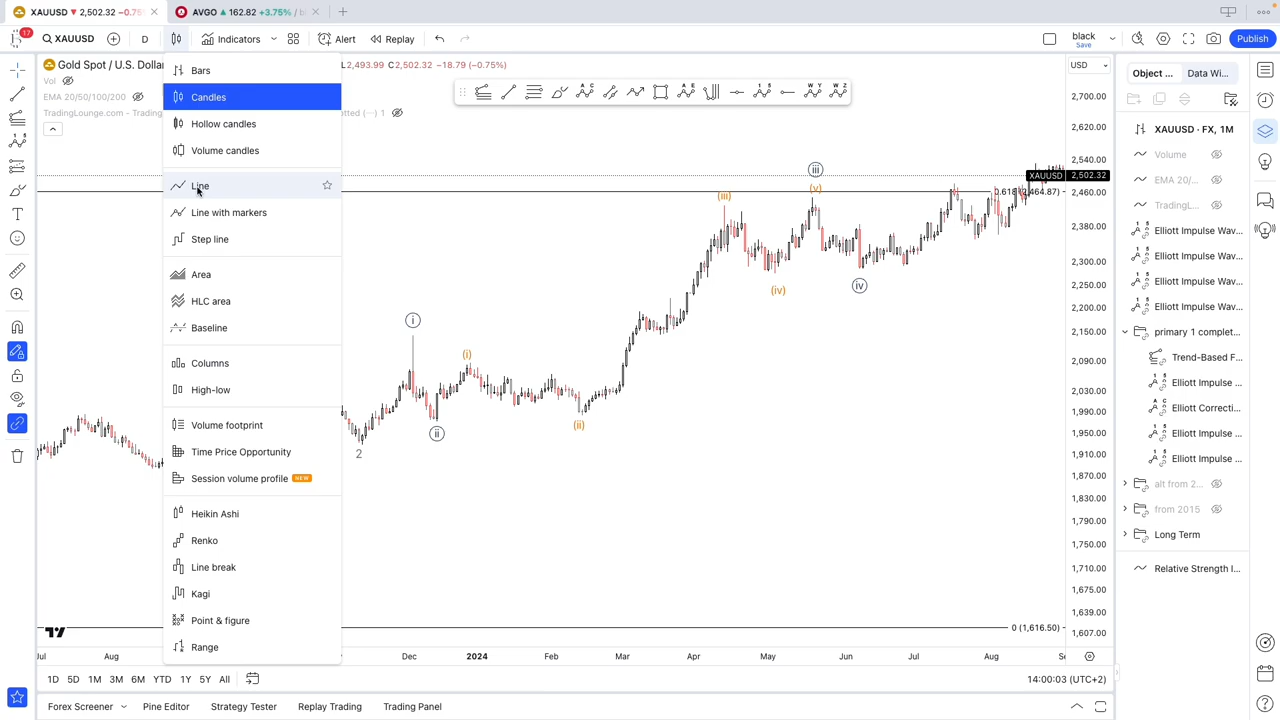 XAUUSD ▼ 2,502.32 −0.75
AVGO ▲ 162.82 +3.75% /
17 XAUUSD D Indicators Alert Replay black Save Publish
Gold Spot / U.S. Dolla
L2,493.99 C2,502.32 −18.79 (−0.75%)
USD
Vol
EMA 20/50/100/200
TradingLounge.com - Trading
tted 1
Bars
Candles
Hollow candles
Volume candles
Line
Line with markers
Step line
Area
HLC area
Baseline
Columns
High-low
Volume footprint
Time Price Opportunity
Session volume profile NEW
Heikin Ashi
Renko
Line break
Kagi
Point & figure
Range
i
ii
2
(i)
(ii)
(iii)
(iv)
iii
(v)
iv
0.618 (2,464.87)
0 (1,616.50)
2,700.00
2,620.00
2,540.00
XAUUSD 2,502.32
2,460.00
2,380.00
2,300.00
2,250.00
2,200.00
2,150.00
2,090.00
2,030.00
1,990.00
1,950.00
1,910.00
1,870.00
1,830.00
1,790.00
1,750.00
1,710.00
1,675.00
1,639.00
1,607.00
Jul Aug Dec 2024 Feb Mar Apr May Jun Jul Aug Se
Object ... Data Wi...
XAUUSD · FX, 1M
Volume
EMA 20/...
TradingL...
Elliott Impulse Wav...
Elliott Impulse Wav...
Elliott Impulse Wav...
Elliott Impulse Wav...
primary 1 complet...
Trend-Based F...
Elliott Impulse ...
Elliott Correcti...
Elliott Impulse ...
Elliott Impulse ...
alt from 2...
from 2015
Long Term
Relative Strength I...
1D 5D 1M 3M 6M YTD 1Y 5Y All
14:00:03 (UTC+2)
Forex Screener Pine Editor Strategy Tester Replay Trading Trading Panel